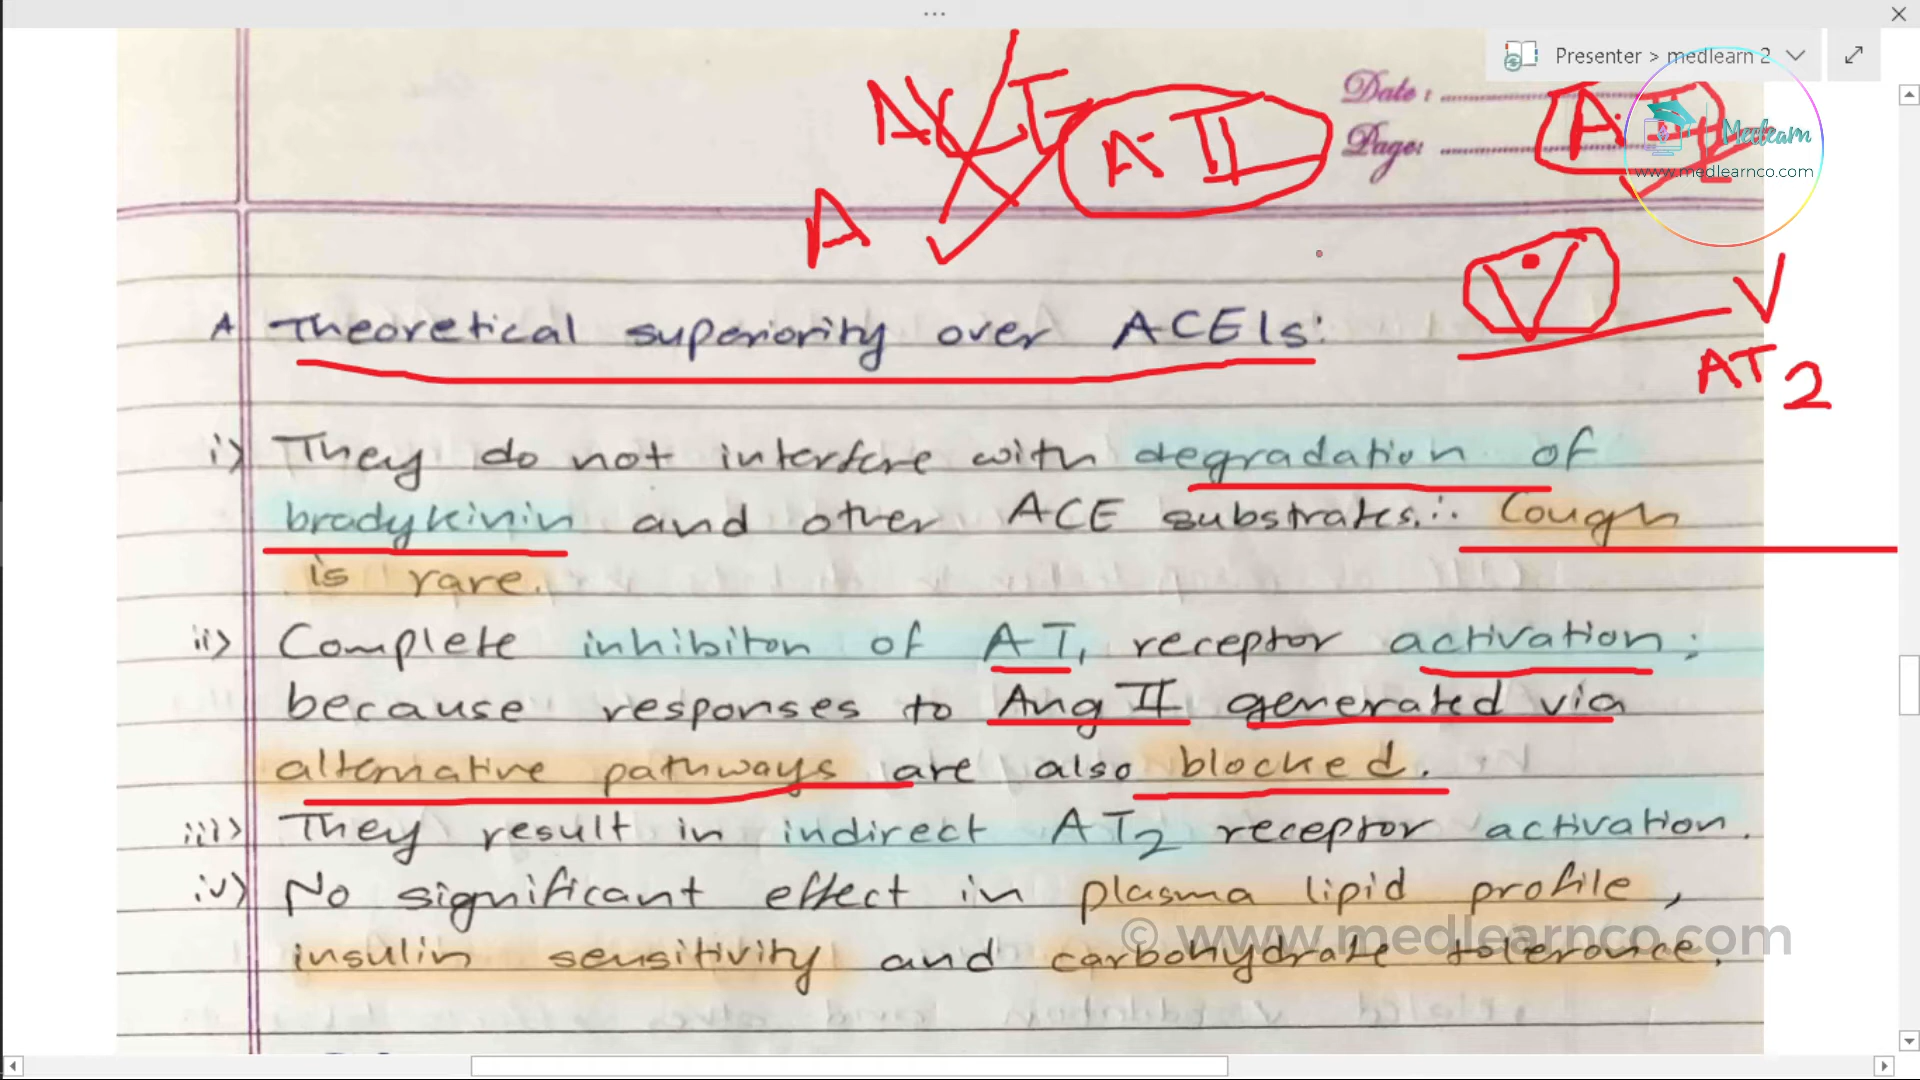 ...
Presenter > medlearn 2
Date :
Page:
Medlearn
www.medlearnco.com
A II
A
V
V
AT 2
Theoretical superiority over ACEIs:
i) They do not interfere with degradation of
bradykinin and other ACE substrates. ∴ Cough
is rare.
ii) Complete inhibiton of AT1 receptor activation;
because responses to Ang II generated via
alternative pathways are also blocked.
iii) They result in indirect AT2 receptor activation.
iv) No significant effect in plasma lipid profile,
© www.medlearnco.com
insulin sensitivity and carbohydrate tolerance.